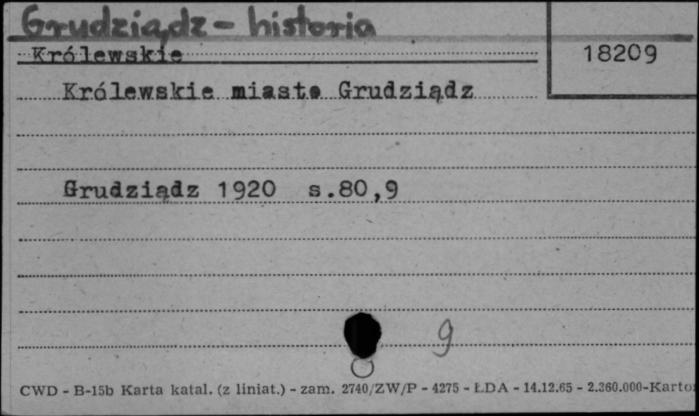 Grudziądz - historia
Królewskie
18209
Królewskie miasto Grudziądz
Grudziądz 1920 s.80,9
9
CWD - B-15b Karta katal. (z liniat.) - zam. 2740/ZW/P - 4275 - ŁDA - 14.12.65 - 2.360.000-Karto